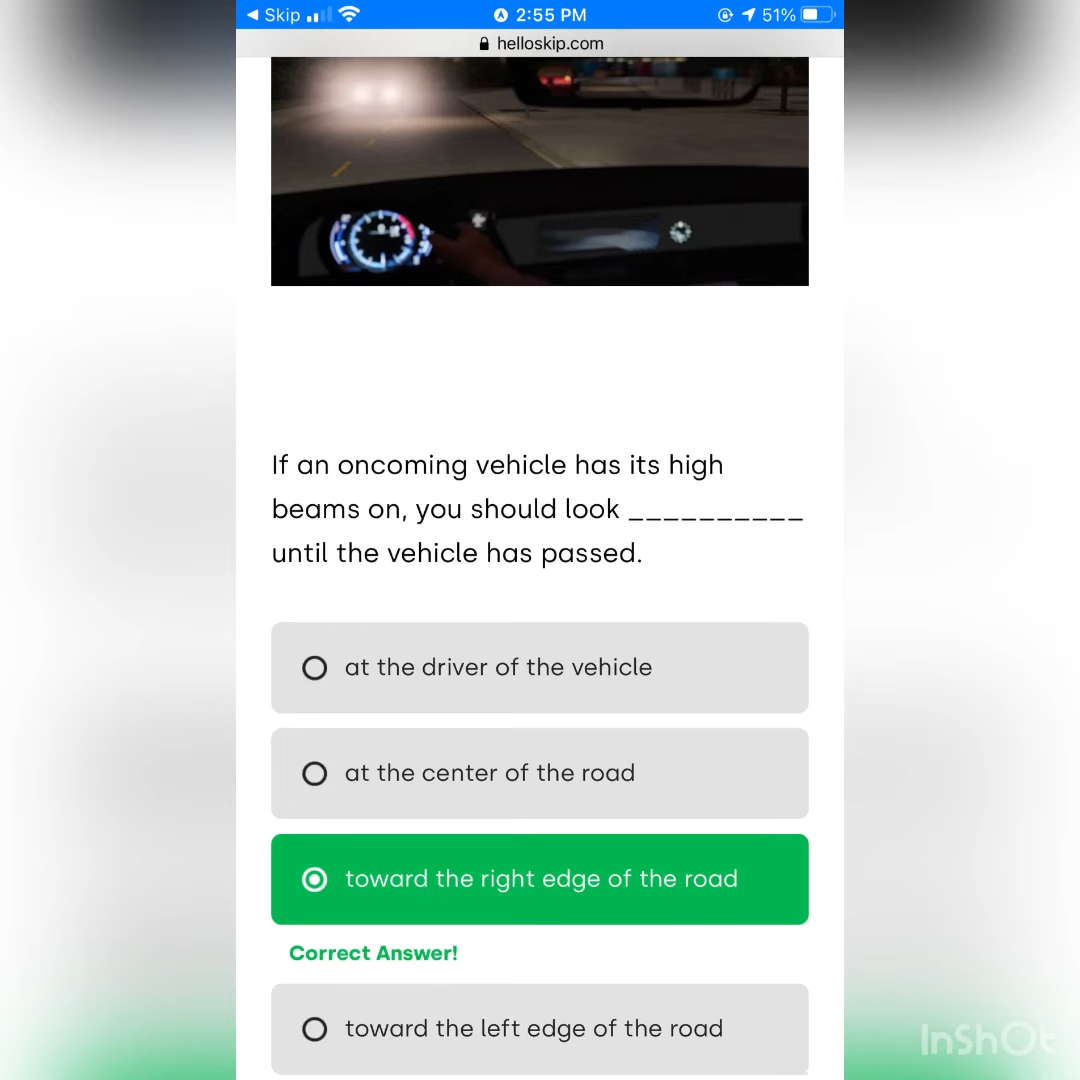 Skip 2:55 PM 51%
helloskip.com
If an oncoming vehicle has its high
beams on, you should look __________
until the vehicle has passed.
at the driver of the vehicle
at the center of the road
toward the right edge of the road
Correct Answer!
toward the left edge of the road
InShOt